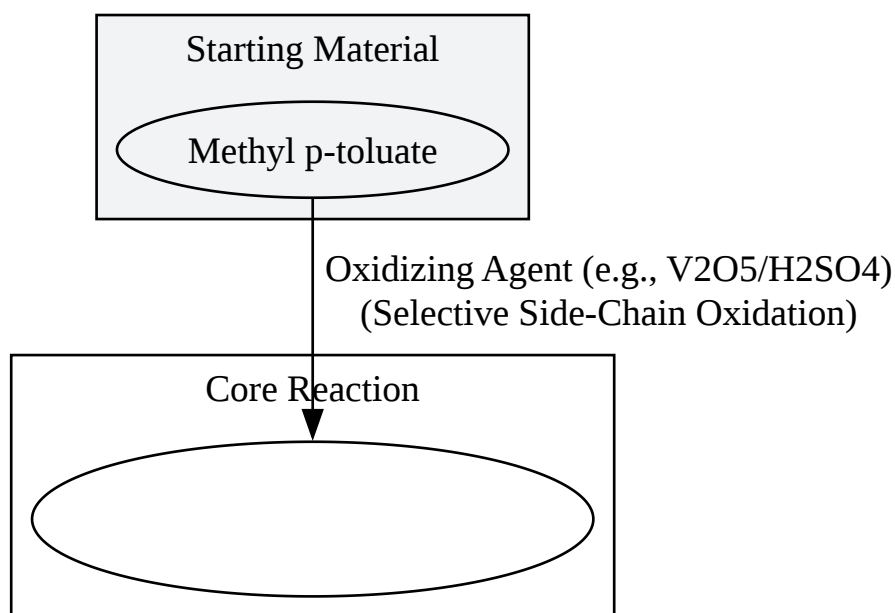 Starting Material
Methyl p-toluate
Oxidizing Agent (e.g., V2O5/H2SO4)
(Selective Side-Chain Oxidation)
Core Reaction